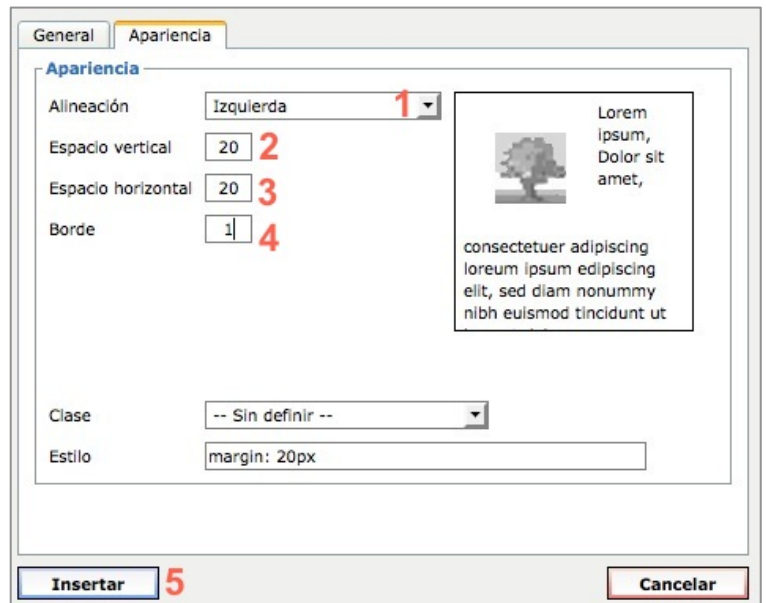 General Apariencia
Apariencia
Alineación Izquierda 1
Espacio vertical 20 2
Espacio horizontal 20 3
Borde 1 4
Lorem
ipsum,
Dolor sit
amet,
consectetuer adipiscing
loreum ipsum edipiscing
elit, sed diam nonummy
nibh euismod tincidunt ut
Clase -- Sin definir --
Estilo margin: 20px
Insertar 5 Cancelar